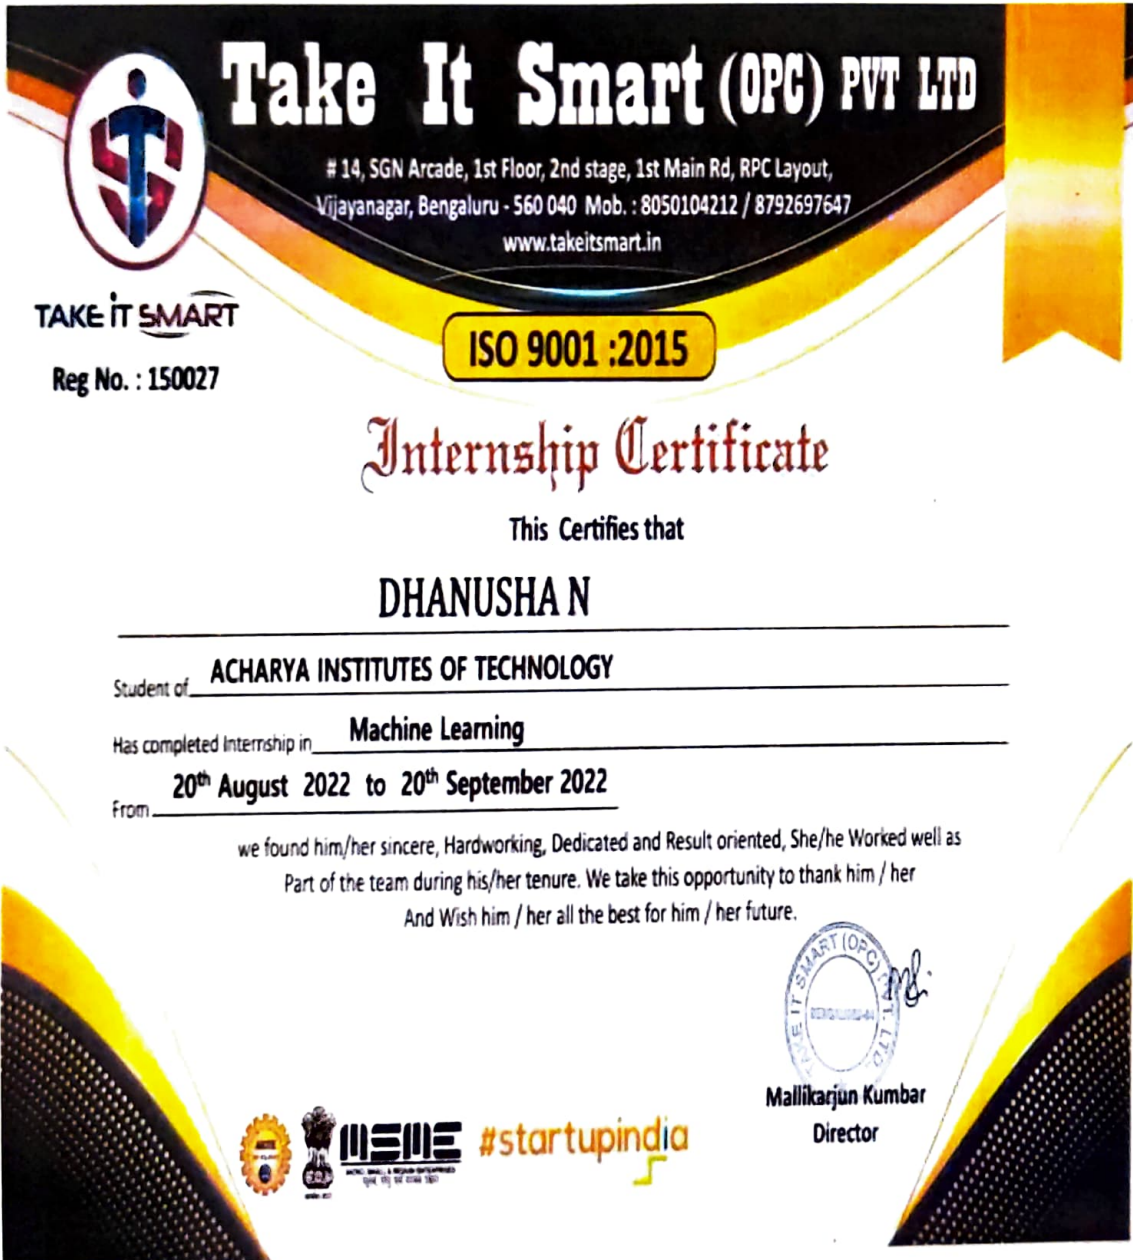 Take It Smart (OPC) PVT LTD
# 14, SGN Arcade, 1st Floor, 2nd stage, 1st Main Rd, RPC Layout,
Vijayanagar, Bengaluru - 560 040 Mob. : 8050104212 / 8792697647
www.takeitsmart.in
TAKE iT SMART
Reg No. : 150027
ISO 9001 :2015
Internship Certificate
This Certifies that
DHANUSHA N
Student of ACHARYA INSTITUTES OF TECHNOLOGY
Has completed Internship in Machine Learning
From 20th August 2022 to 20th September 2022
we found him/her sincere, Hardworking, Dedicated and Result oriented, She/he Worked well as
Part of the team during his/her tenure. We take this opportunity to thank him / her
And Wish him / her all the best for him / her future.
TAKE IT SMART (OPC) PVT. LTD
Mallikarjun Kumbar
Director
MSME
MICRO, SMALL & MEDIUM ENTERPRISES
#startupindia